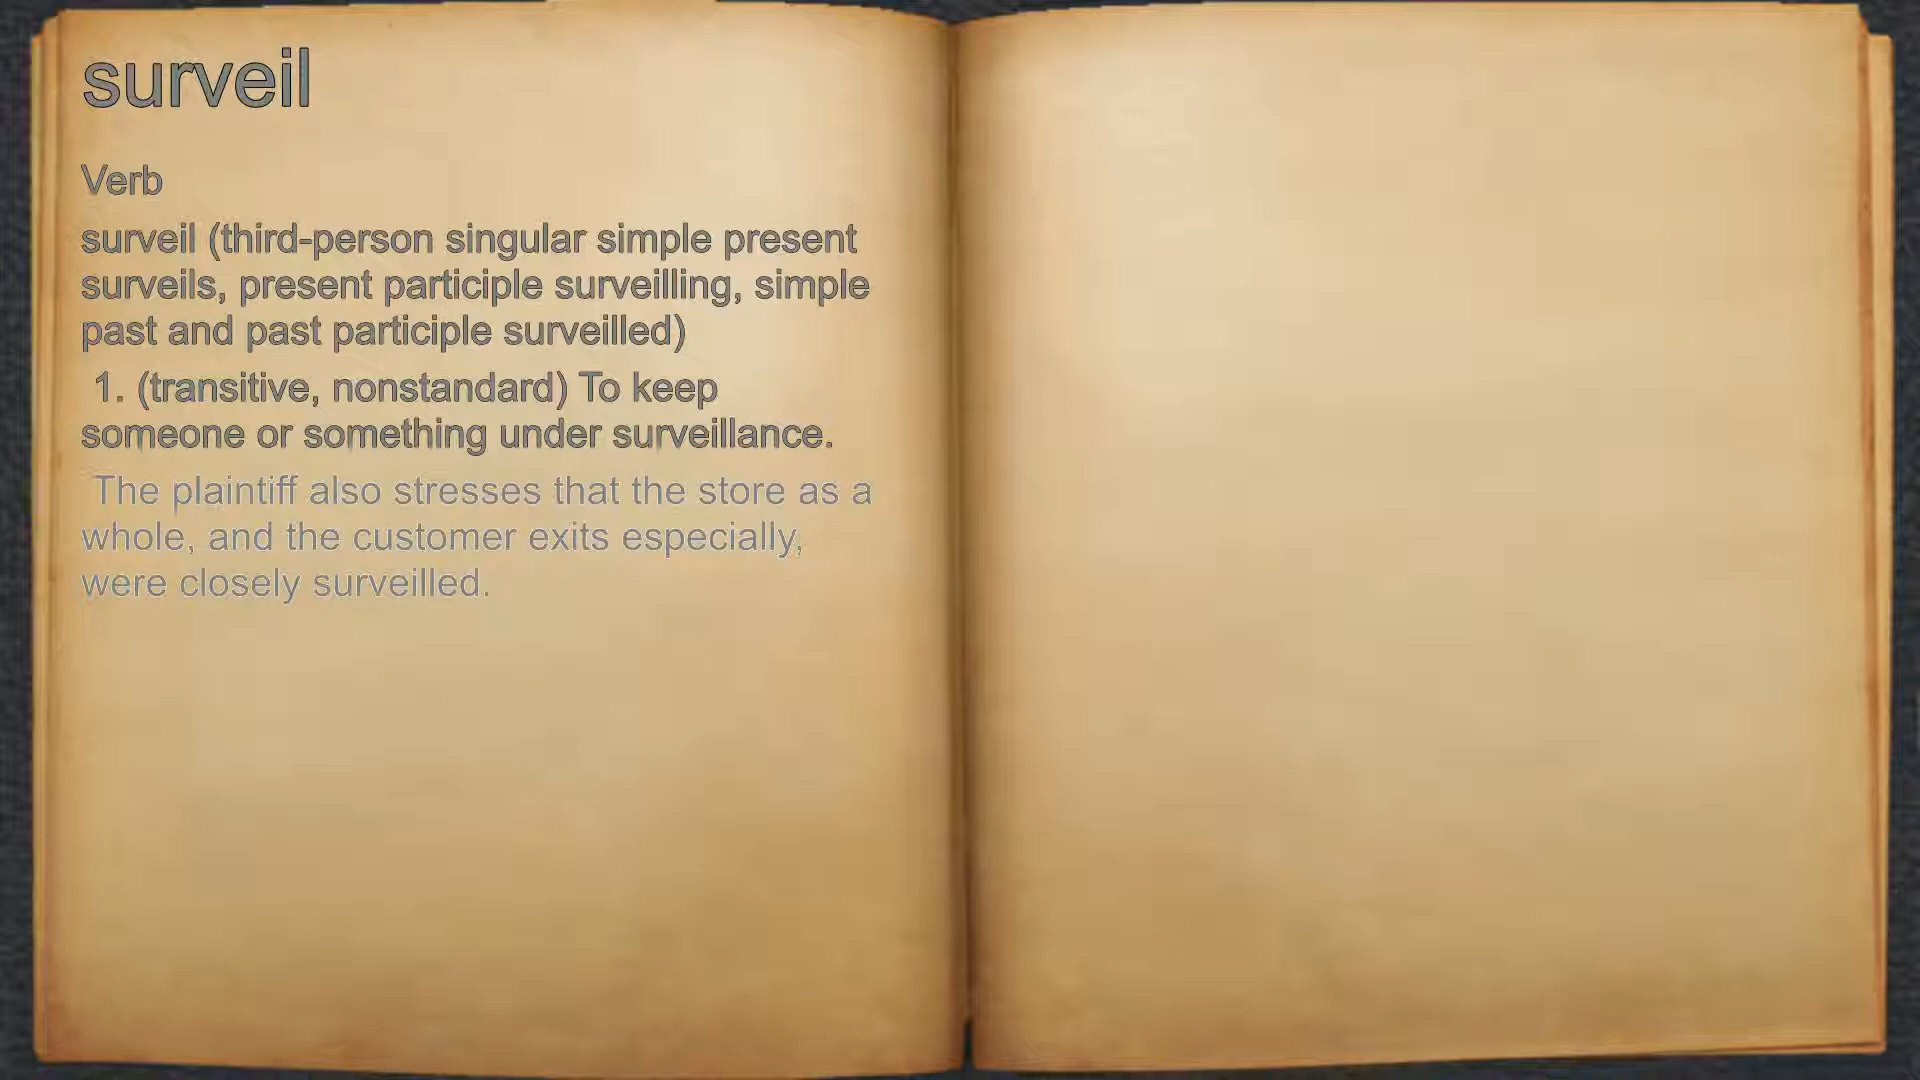 surveil
Verb
surveil (third-person singular simple present
surveils, present participle surveilling, simple
past and past participle surveilled)
1. (transitive, nonstandard) To keep
someone or something under surveillance.
The plaintiff also stresses that the store as a
whole, and the customer exits especially,
were closely surveilled.